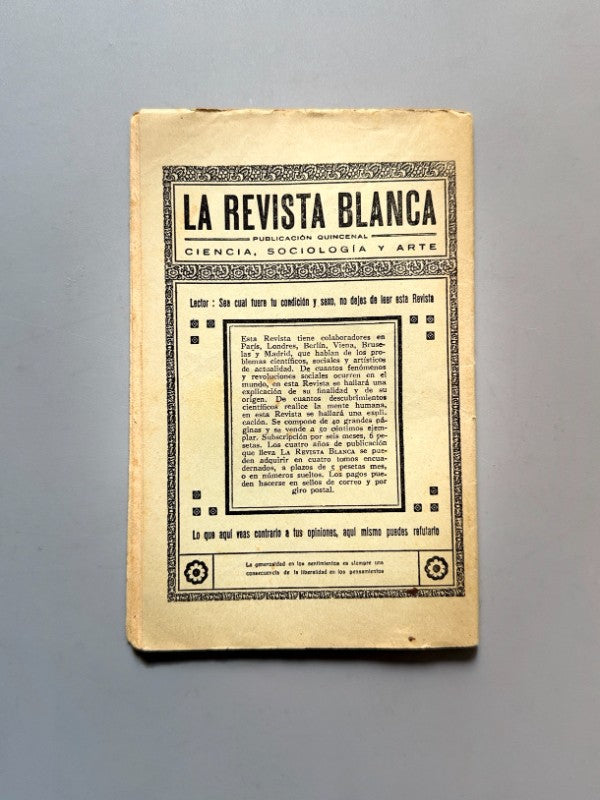 LA REVISTA BLANCA
PUBLICACIÓN QUINCENAL
CIENCIA, SOCIOLOGÍA Y ARTE
Lector : Sea cual fuere tu condición y sexo, no dejes de leer esta Revista
Esta Revista tiene colaboradores en
París, Londres, Berlín, Viena, Bruse-
las y Madrid, que hablan de los pro-
blemas científicos, sociales y artísticos
de actualidad. De cuantos fenómenos
y revoluciones sociales ocurren en el
mundo, en esta Revista se hallará una
explicación de su finalidad y de su
origen. De cuantos descubrimientos
científicos realice la mente humana,
en esta Revista se hallará una expli-
cación. Se compone de 40 grandes pá-
ginas y se vende a 50 céntimos ejem-
plar. Subscripción por seis meses, 6 pe-
setas. Los cuatro años de publicación
que lleva LA REVISTA BLANCA se pue-
den adquirir en cuatro tomos encua-
dernados, a plazos de 5 pesetas mes,
o en números sueltos. Los pagos pue-
den hacerse en sellos de correo y por
giro postal.
Lo que aquí veas contrario a tus opiniones, aquí mismo puedes refutarlo
La generosidad en los sentimientos es siempre una
consecuencia de la liberalidad en los pensamientos